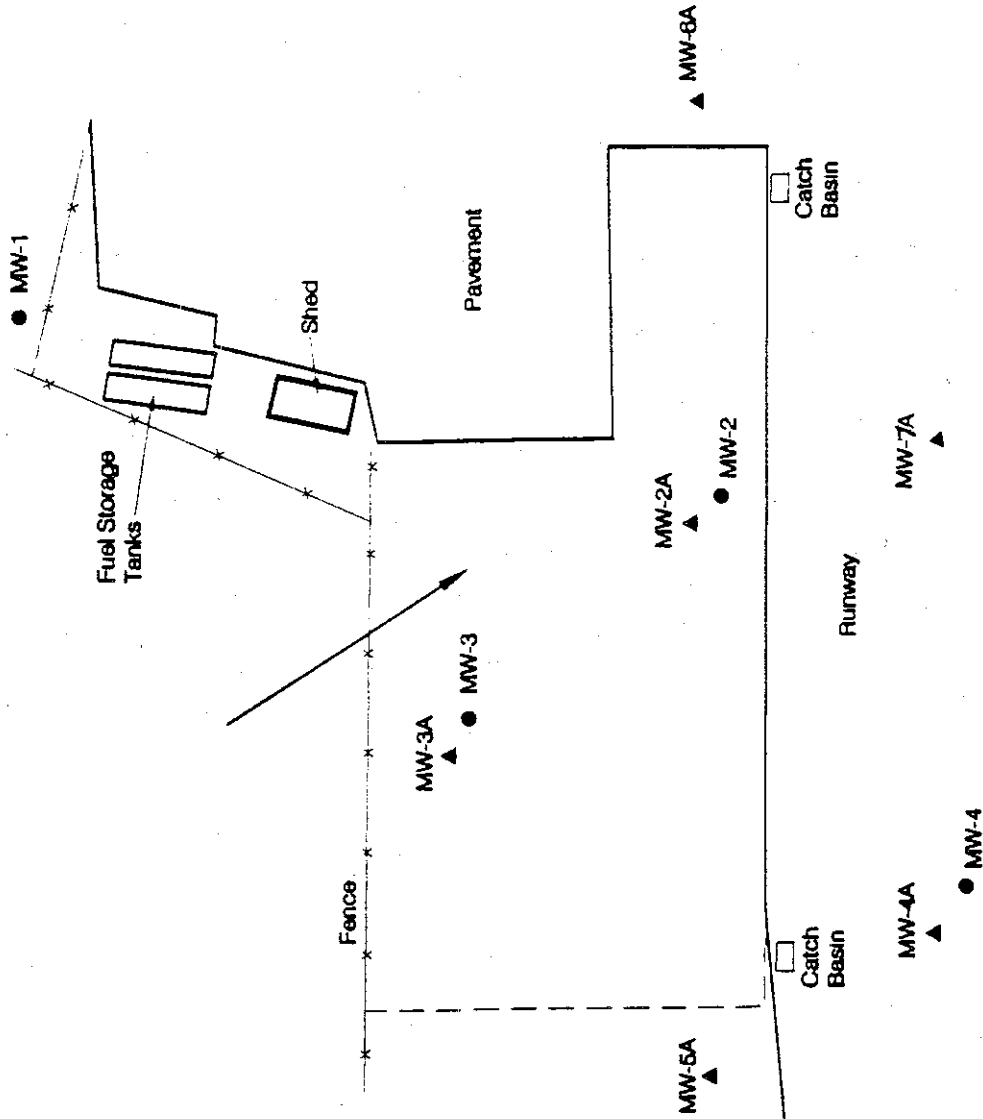 MW-1
MW-6A
Fuel Storage
Tanks
Shed
Pavement
Catch
Basin
MW-2A
MW-2
MW-7A
MW-3A
MW-3
Runway
Fence
Catch
Basin
MW-4A
MW-4
MW-5A